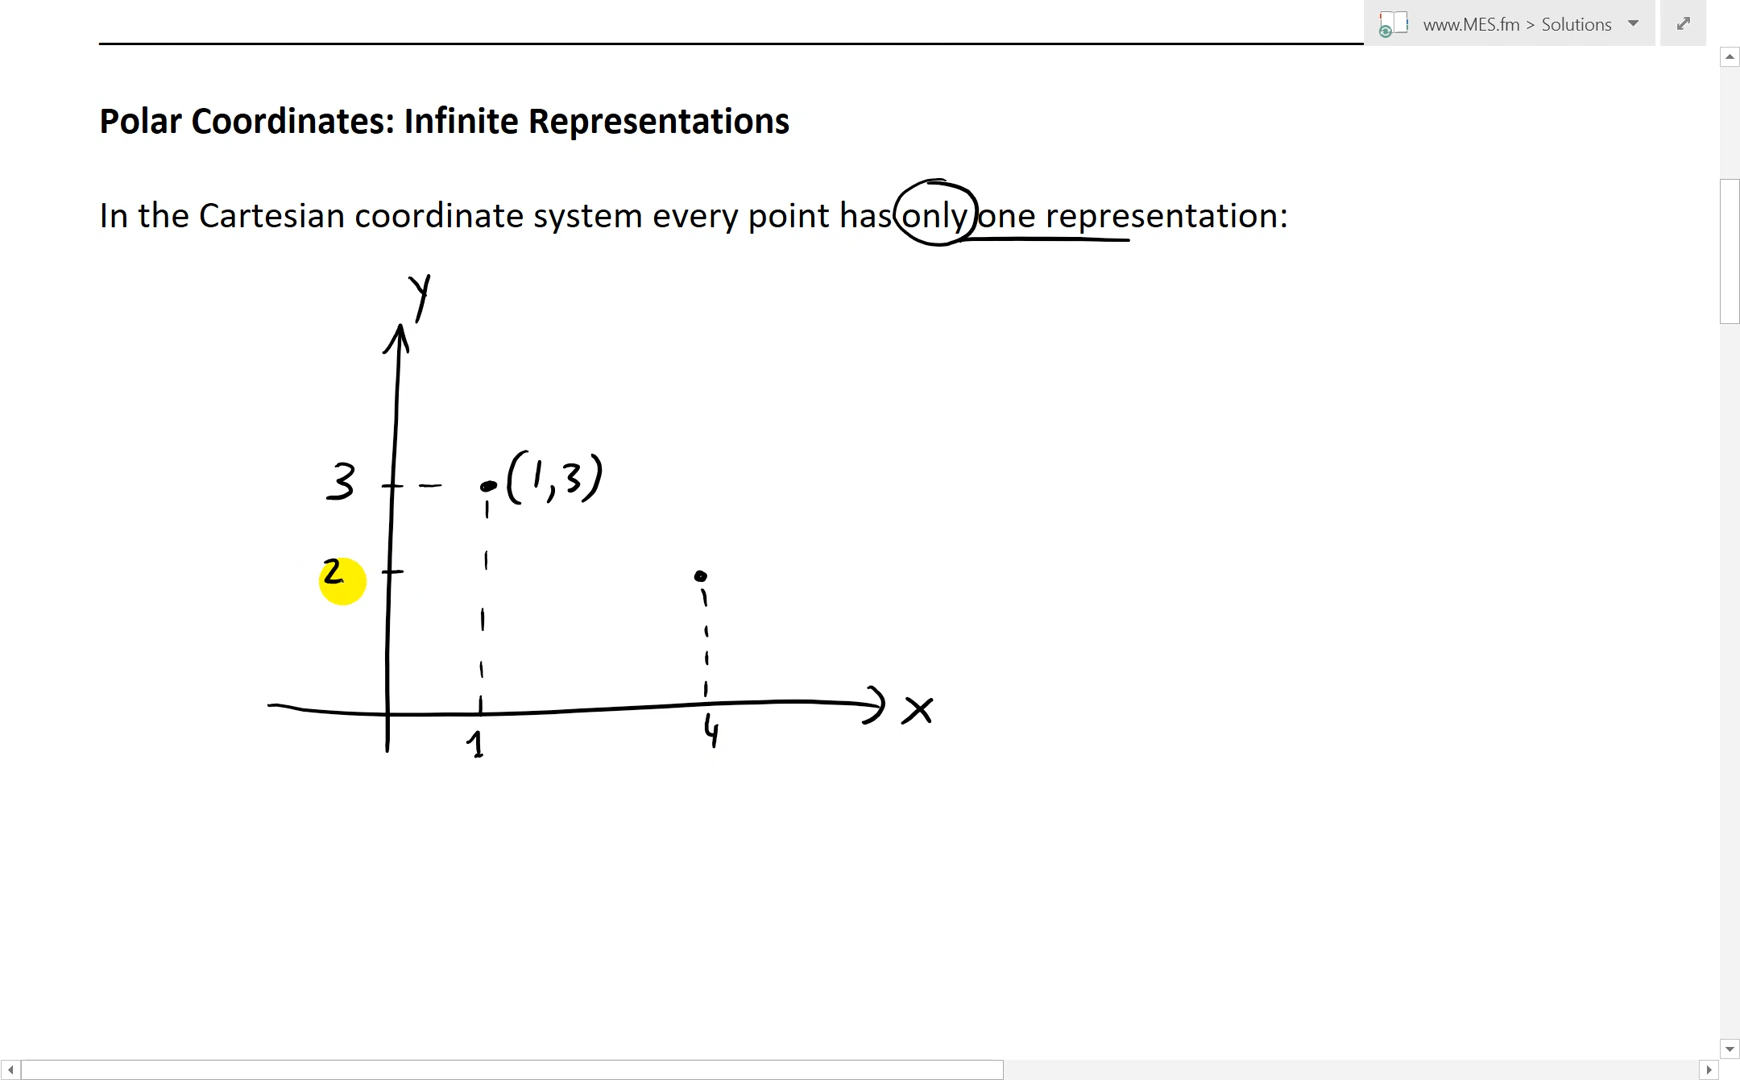 www.MES.fm > Solutions
Polar Coordinates: Infinite Representations
In the Cartesian coordinate system every point has only one representation:
y
3
(1,3)
2
x
1
4